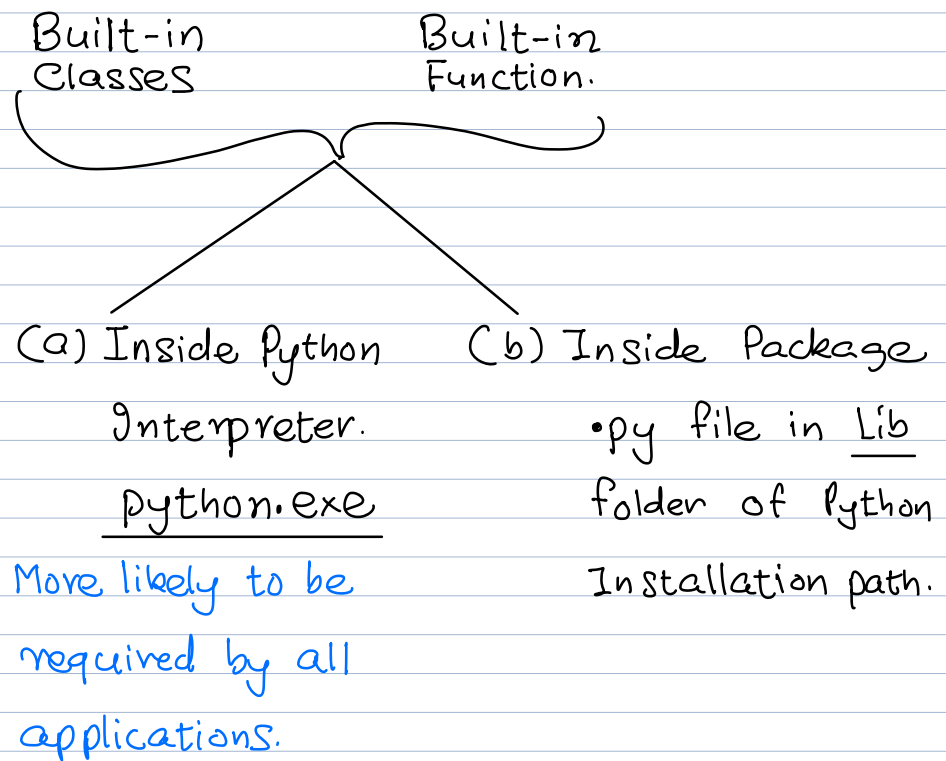 Built-in
Classes
Built-in
Function.
(a) Inside Python
Interpreter.
python.exe
More likely to be
required by all
applications.
(b) Inside Package
.py file in Lib
folder of Python
Installation path.